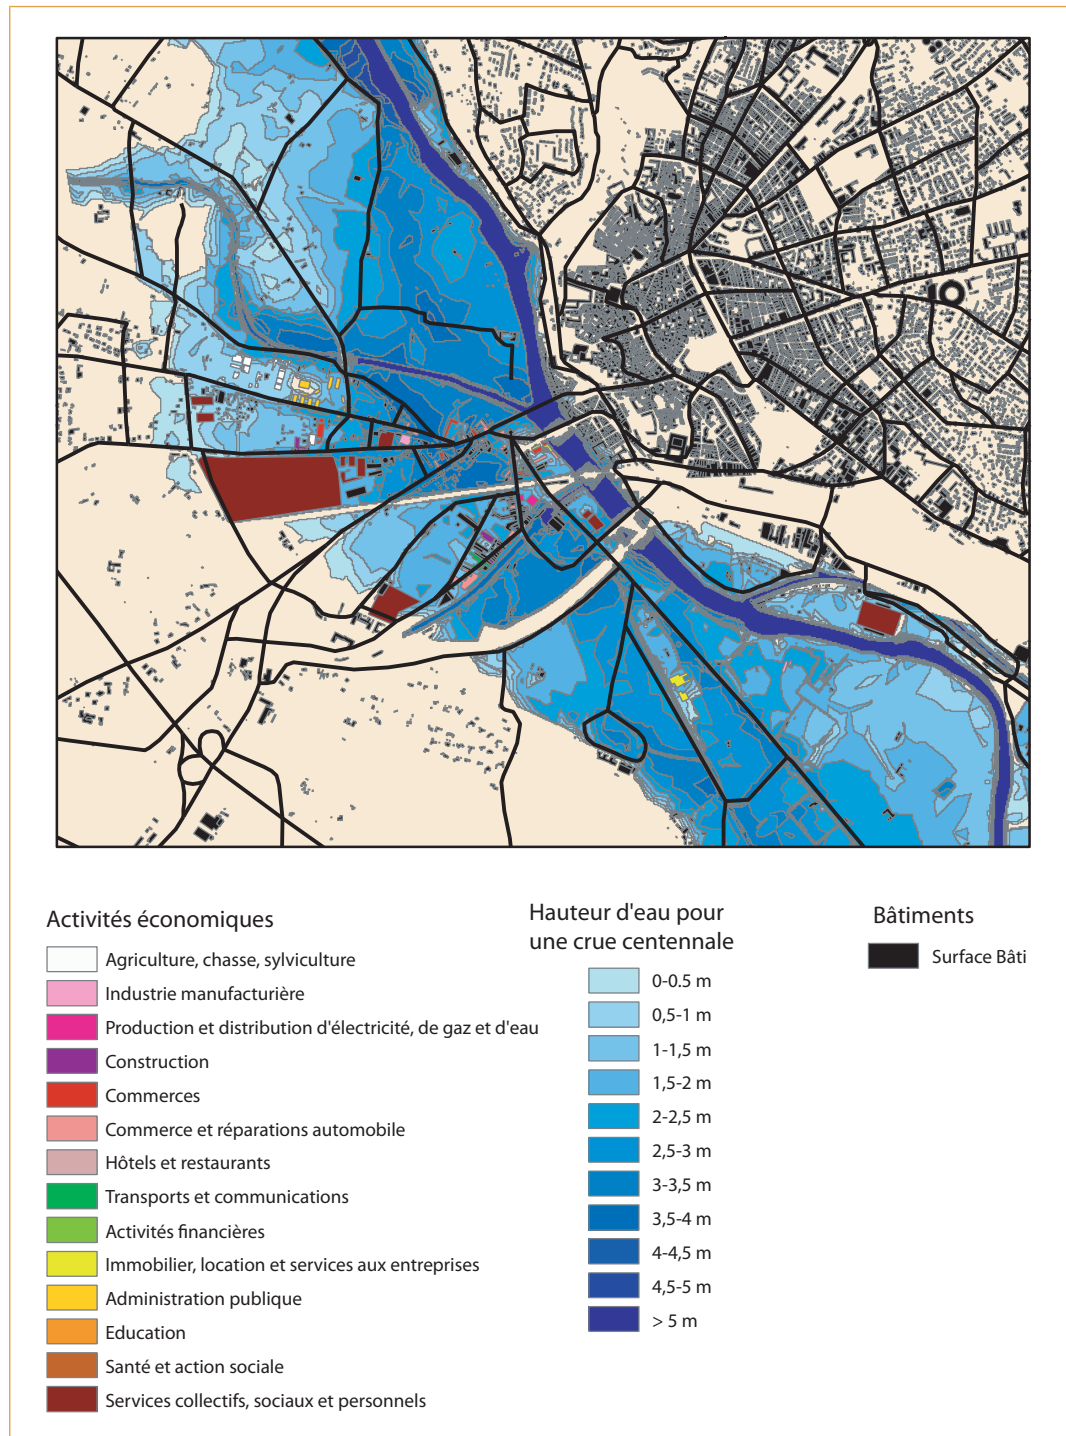 Activités économiques
Agriculture, chasse, sylviculture
Industrie manufacturière
Production et distribution d'électricité, de gaz et d'eau
Construction
Commerces
Commerce et réparations automobile
Hôtels et restaurants
Transports et communications
Activités financières
Immobilier, location et services aux entreprises
Administration publique
Education
Santé et action sociale
Services collectifs, sociaux et personnels
Hauteur d'eau pour
une crue centennale
0-0.5 m
0,5-1 m
1-1,5 m
1,5-2 m
2-2,5 m
2,5-3 m
3-3,5 m
3,5-4 m
4-4,5 m
4,5-5 m
> 5 m
Bâtiments
Surface Bâti